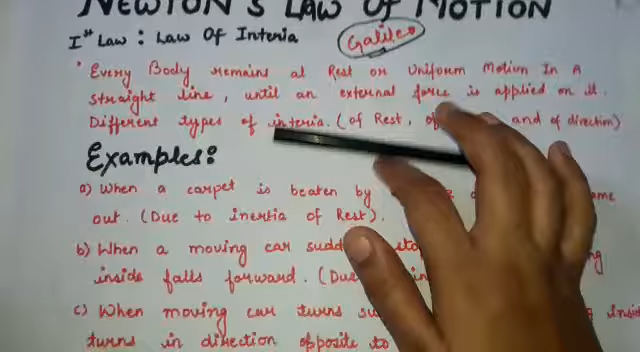 NEWTON'S LAW OF MOTION
Ist Law : Law Of Interia Galileo
Every Body remains at Rest or Uniform Motion In A
straight line, until an external force is applied on it.
Different types of interia. (of Rest, of and of direction)
Examples:
a) When a carpet is beaten by
out. (Due to inertia of Rest).
b) When a moving car
inside falls forward. (Due
c) When moving car turns
turns in direction opposite to